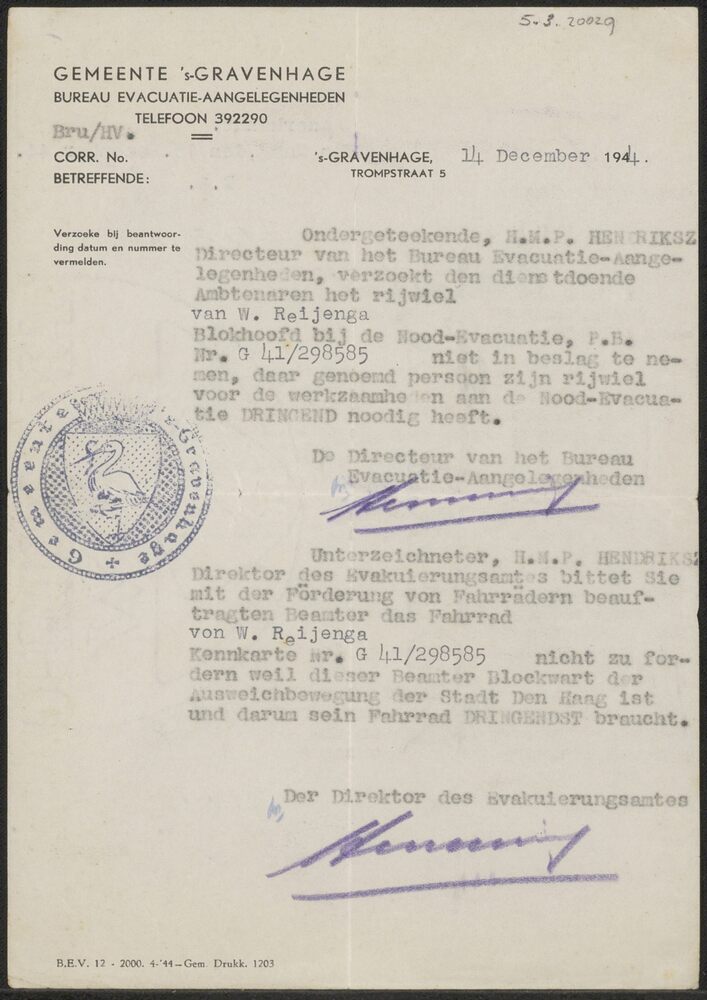 5.3. 20029
GEMEENTE 's-GRAVENHAGE
BUREAU EVACUATIE-AANGELEGENHEDEN
TELEFOON 392290
Bru/HV.
CORR. No.
's-GRAVENHAGE, 14 December 1944.
BETREFFENDE:
TROMPSTRAAT 5
Verzoeke bij beantwoor-
ding datum en nummer te
vermelden.
Ondergeteekende, H.M.P. HENDRIKSZ
Directeur van het Bureau Evacuatie-Aange-
legenheden, verzoekt den dienstdoende
Ambtenaren het rijwiel
van W. Reijenga
Blokhoofd bij de Nood-Evacuatie, P.B.
Nr. G 41/298585 niet in beslag te ne-
men, daar genoemd persoon zijn rijwiel
voor de werkzaamheden aan de Nood-Evacua-
tie DRINGEND noodig heeft.
De Directeur van het Bureau
Evacuatie-Aangelegenheden
Gemeente 's-Gravenhage
Unterzeichneter, H.M.P. HENDRIKSZ
Direktor des Evakuierungsamtes bittet Sie
mit der Förderung von Fahrrädern beauf-
tragten Beamter das Fahrrad
von W. Reijenga
Kennkarte Nr. G 41/298585 nicht zu for-
dern weil dieser Beamter Blockwart der
Ausweichbewegung der Stadt Den Haag ist
und darum sein Fahrrad DRINGENDST braucht.
Der Direktor des Evakuierungsamtes
B.E.V. 12 - 2000. 4-'44 - Gem. Drukk. 1203